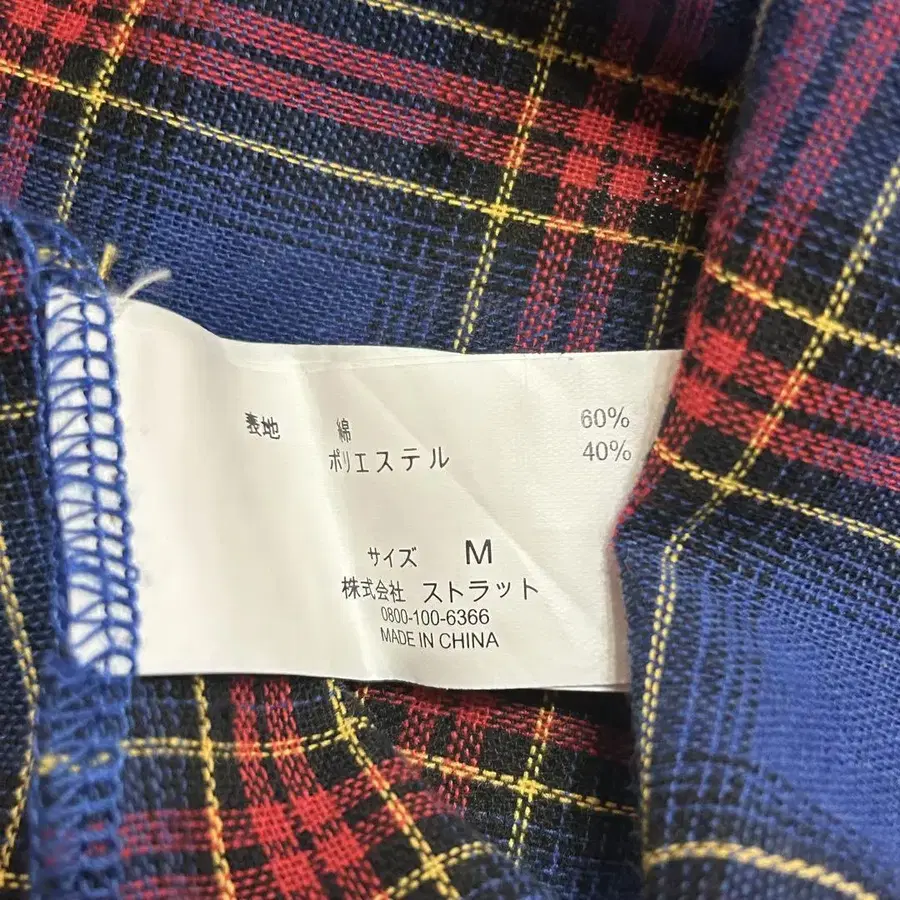 表地 綿 60%
ポリエステル 40%
サイズ M
株式会社 ストラット
0800-100-6366
MADE IN CHINA